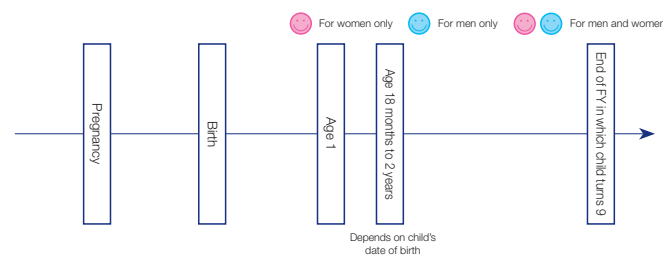 For women only
For men only
For men and women
Pregnancy
Birth
Age 1
Age 18 months to 2 years
End of FY in which child turns 9
Depends on child's
date of birth